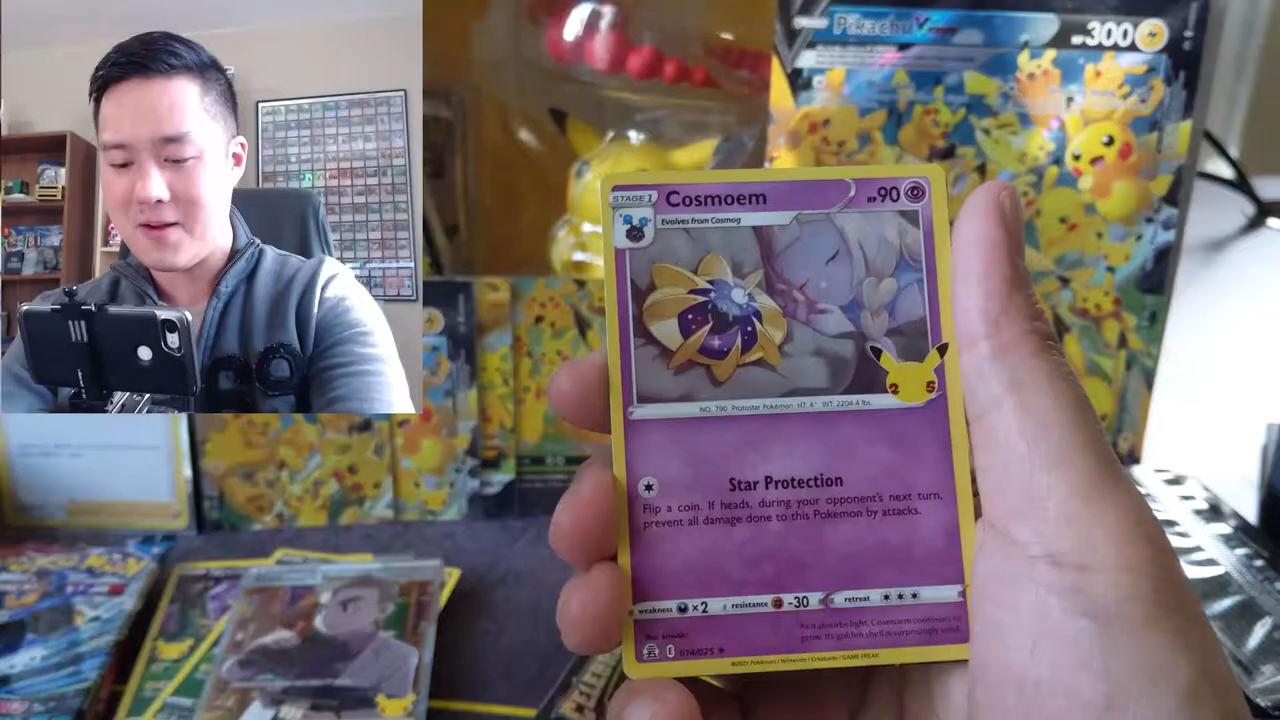 PikachuV
HP300
STAGE 1
Cosmoem
HP90
Evolves from Cosmog
25
NO. 790 Protostar Pokémon HT: 4" WT: 2204.4 lbs.
Star Protection
Flip a coin. If heads, during your opponent's next turn,
prevent all damage done to this Pokémon by attacks.
weakness ×2 resistance -30 retreat
As it absorbs light, Cosmoem continues to
grow. Its golden shell is surprisingly solid.
E 014/025
©2021 Pokémon / Nintendo / Creatures / GAME FREAK